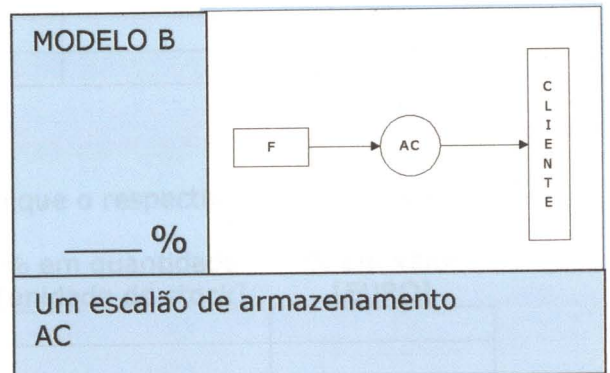 MODELO B
____ %
F
AC
CLIENTE
Um escalão de armazenamento
AC